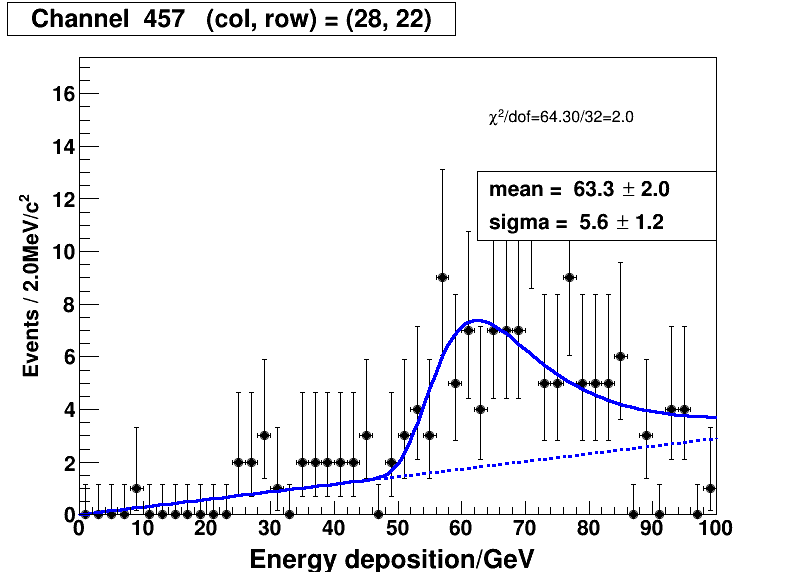 Channel 457 (col, row) = (28, 22)
χ²/dof=64.30/32=2.0
mean = 63.3 ± 2.0
sigma = 5.6 ± 1.2
Events / 2.0MeV/c²
16
14
12
10
8
6
4
2
0
0 10 20 30 40 50 60 70 80 90 100
Energy deposition/GeV